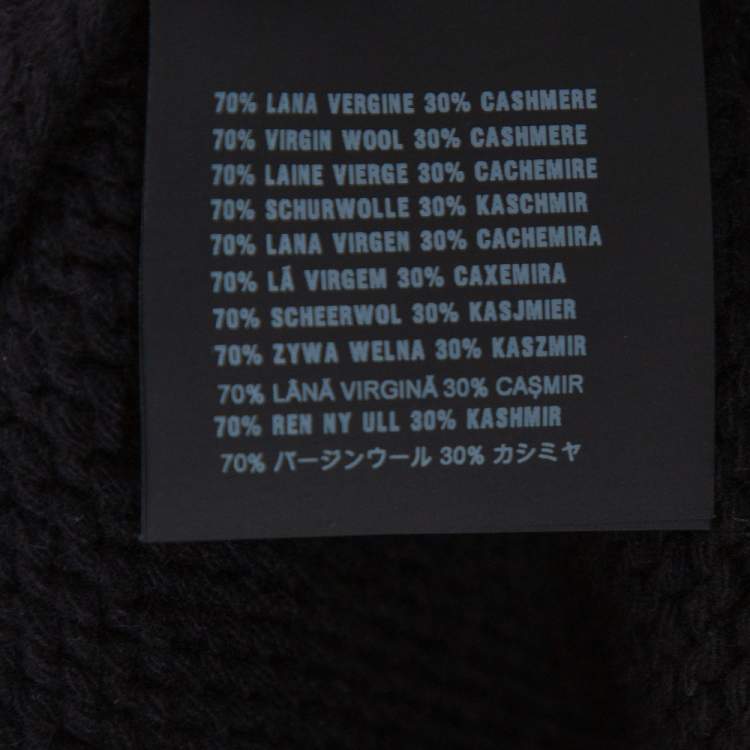 70% LANA VERGINE 30% CASHMERE
70% VIRGIN WOOL 30% CASHMERE
70% LAINE VIERGE 30% CACHEMIRE
70% SCHURWOLLE 30% KASCHMIR
70% LANA VIRGEN 30% CACHEMIRA
70% LÃ VIRGEM 30% CAXEMIRA
70% SCHEERWOL 30% KASJMIER
70% ZYWA WELNA 30% KASZMIR
70% LÂNĂ VIRGINĂ 30% CAŞMIR
70% REN NY ULL 30% KASHMIR
70% バージンウール 30% カシミヤ